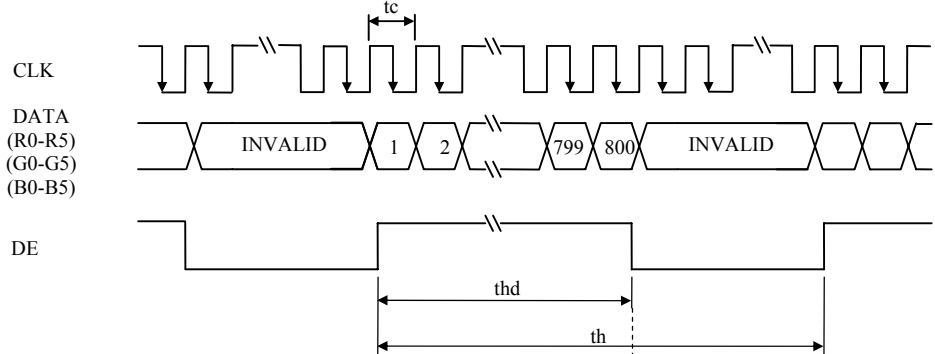 tc
CLK
DATA
(R0-R5)
(G0-G5)
(B0-B5)
INVALID 1 2 799 800 INVALID
DE
thd
th